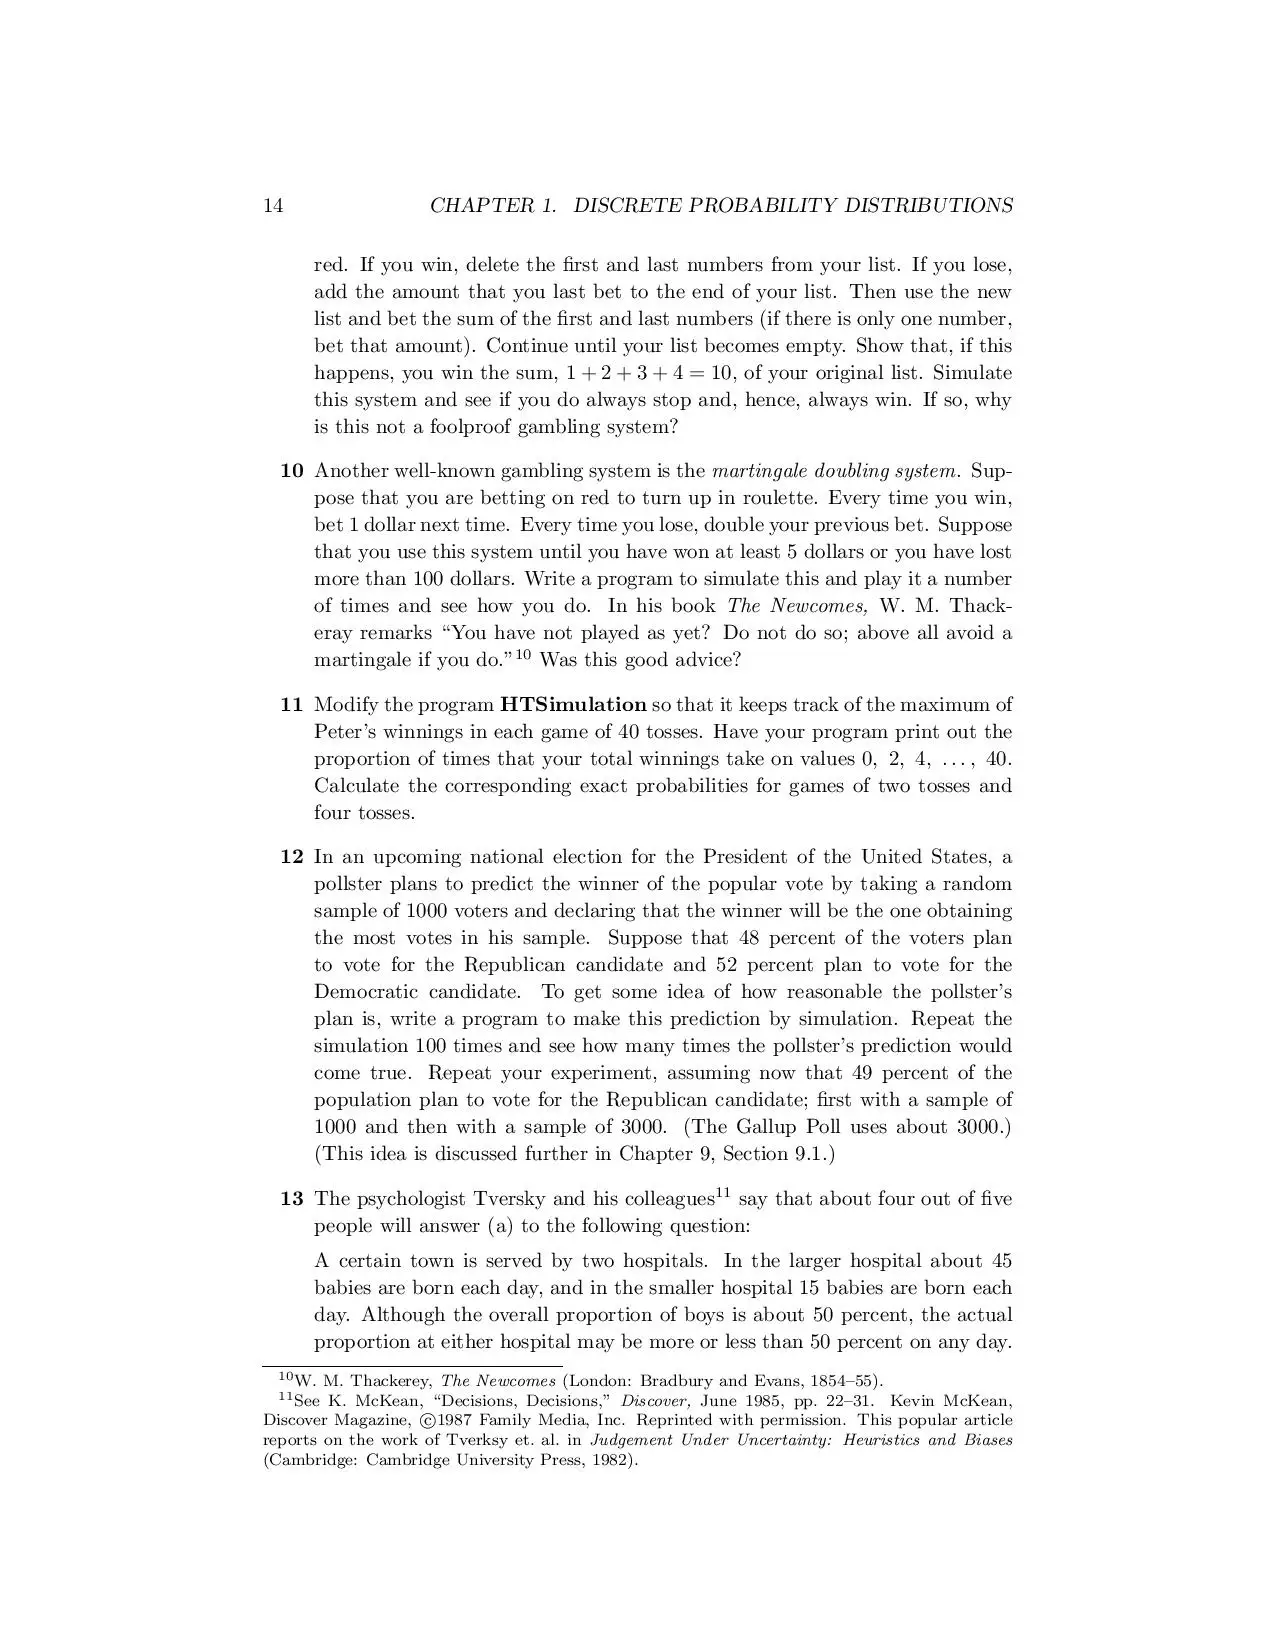 14 CHAPTER 1. DISCRETE PROBABILITY DISTRIBUTIONS
red. If you win, delete the first and last numbers from your list. If you lose,
add the amount that you last bet to the end of your list. Then use the new
list and bet the sum of the first and last numbers (if there is only one number,
bet that amount). Continue until your list becomes empty. Show that, if this
happens, you win the sum, 1 + 2 + 3 + 4 = 10, of your original list. Simulate
this system and see if you do always stop and, hence, always win. If so, why
is this not a foolproof gambling system?
10 Another well-known gambling system is the martingale doubling system. Sup-
pose that you are betting on red to turn up in roulette. Every time you win,
bet 1 dollar next time. Every time you lose, double your previous bet. Suppose
that you use this system until you have won at least 5 dollars or you have lost
more than 100 dollars. Write a program to simulate this and play it a number
of times and see how you do. In his book The Newcomes, W. M. Thack-
eray remarks “You have not played as yet? Do not do so; above all avoid a
martingale if you do.”10 Was this good advice?
11 Modify the program HTSimulation so that it keeps track of the maximum of
Peter’s winnings in each game of 40 tosses. Have your program print out the
proportion of times that your total winnings take on values 0, 2, 4, . . . , 40.
Calculate the corresponding exact probabilities for games of two tosses and
four tosses.
12 In an upcoming national election for the President of the United States, a
pollster plans to predict the winner of the popular vote by taking a random
sample of 1000 voters and declaring that the winner will be the one obtaining
the most votes in his sample. Suppose that 48 percent of the voters plan
to vote for the Republican candidate and 52 percent plan to vote for the
Democratic candidate. To get some idea of how reasonable the pollster’s
plan is, write a program to make this prediction by simulation. Repeat the
simulation 100 times and see how many times the pollster’s prediction would
come true. Repeat your experiment, assuming now that 49 percent of the
population plan to vote for the Republican candidate; first with a sample of
1000 and then with a sample of 3000. (The Gallup Poll uses about 3000.)
(This idea is discussed further in Chapter 9, Section 9.1.)
13 The psychologist Tversky and his colleagues11 say that about four out of five
people will answer (a) to the following question:
A certain town is served by two hospitals. In the larger hospital about 45
babies are born each day, and in the smaller hospital 15 babies are born each
day. Although the overall proportion of boys is about 50 percent, the actual
proportion at either hospital may be more or less than 50 percent on any day.
10W. M. Thackerey, The Newcomes (London: Bradbury and Evans, 1854–55).
11See K. McKean, “Decisions, Decisions,” Discover, June 1985, pp. 22–31. Kevin McKean,
Discover Magazine, ©1987 Family Media, Inc. Reprinted with permission. This popular article
reports on the work of Tverksy et. al. in Judgement Under Uncertainty: Heuristics and Biases
(Cambridge: Cambridge University Press, 1982).